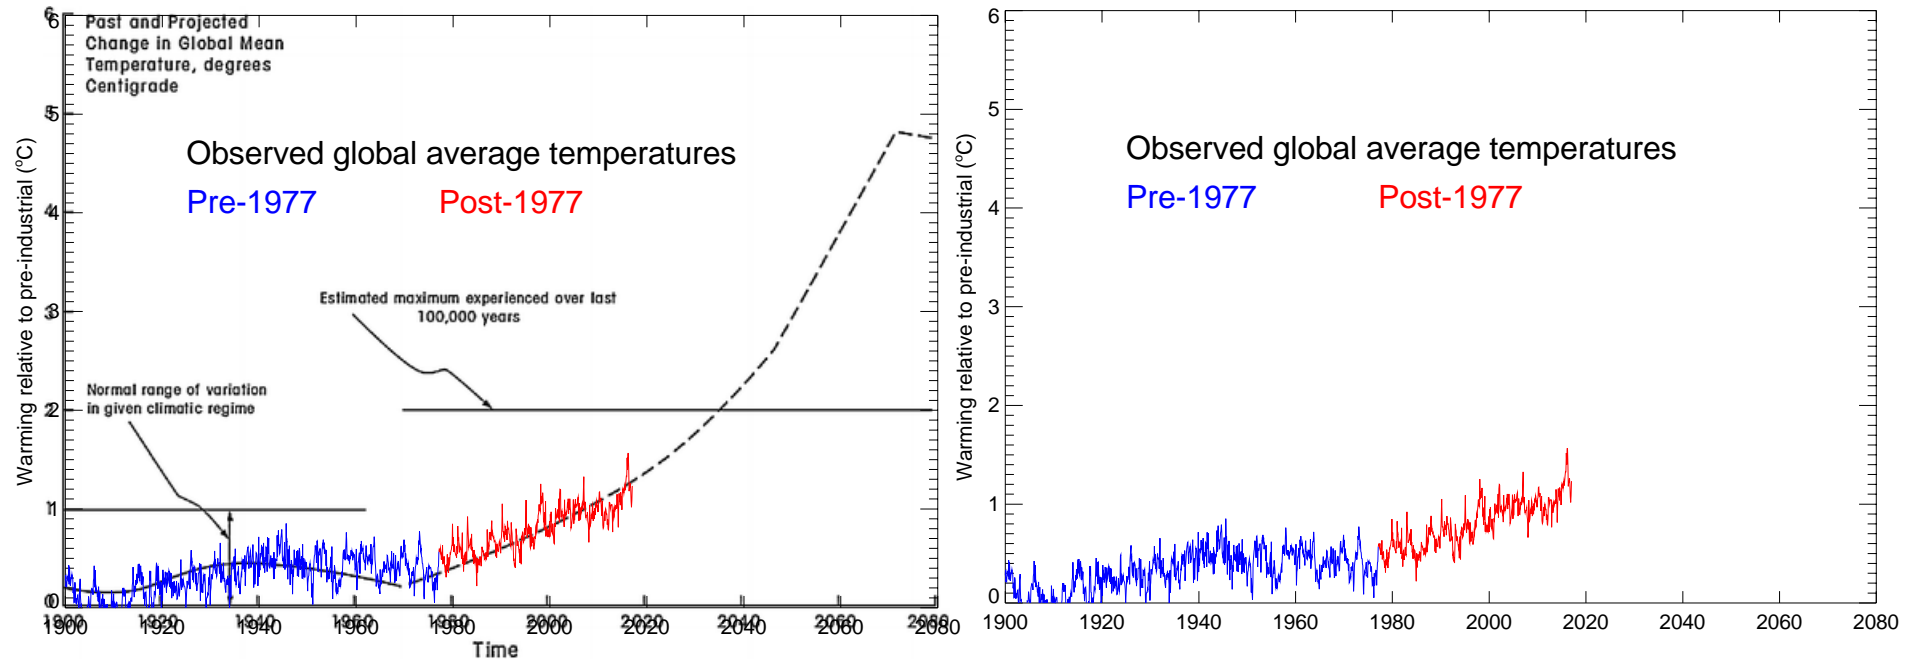 6
Past and Projected
Change in Global Mean
Temperature, degrees
Centigrade
5
4
3
2
1
0
Warming relative to pre-industrial (°C)
Observed global average temperatures
Pre-1977 Post-1977
Estimated maximum experienced over last
100,000 years
Normal range of variation
in given climatic regime
1900 1920 1940 1960 1980 2000 2020 2040 2060 2080
Time
6
5
4
3
2
1
0
Warming relative to pre-industrial (°C)
Observed global average temperatures
Pre-1977 Post-1977
1900 1920 1940 1960 1980 2000 2020 2040 2060 2080